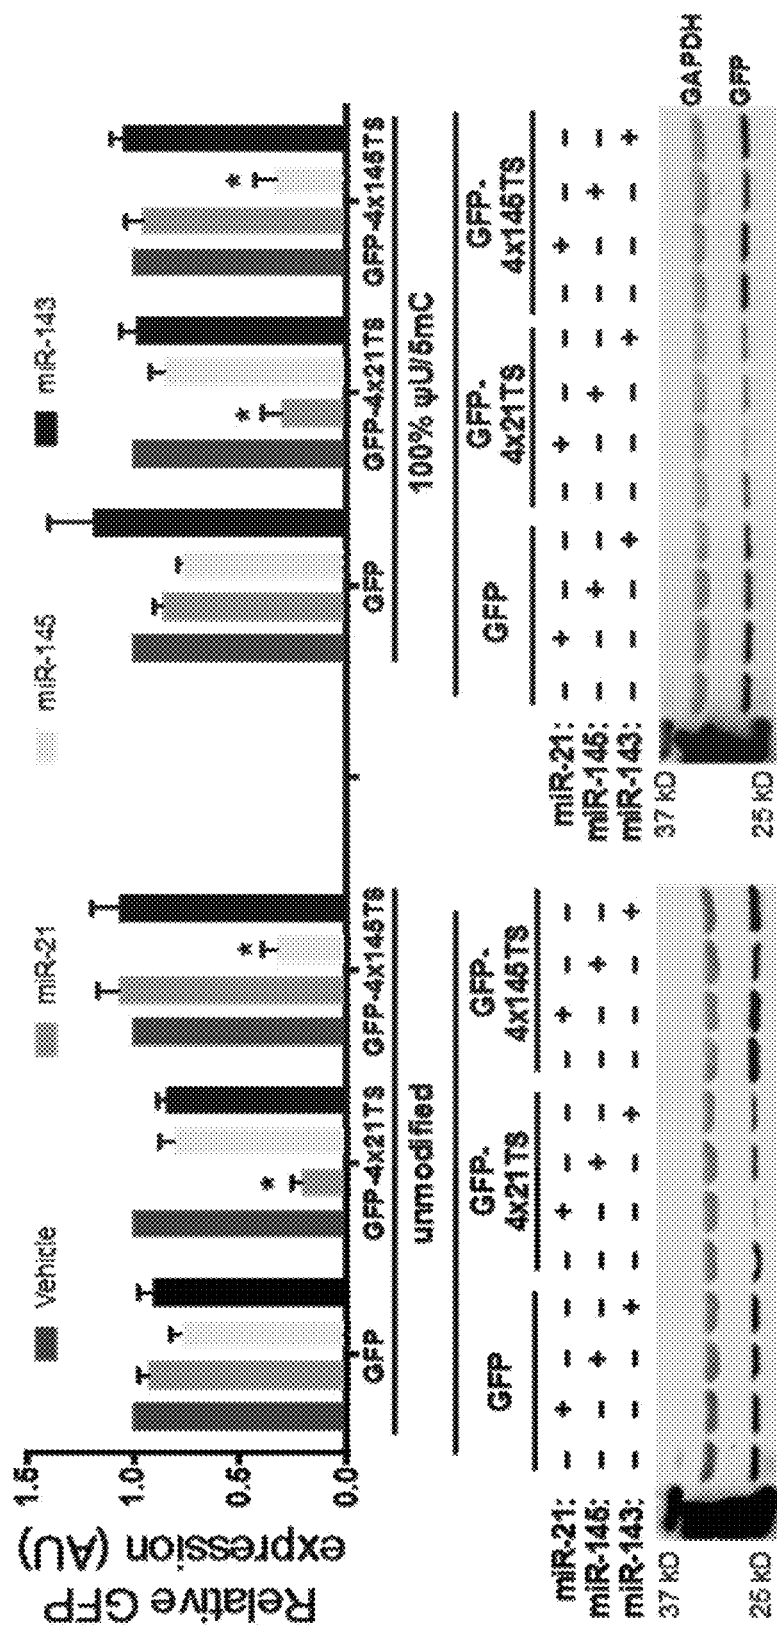 Vehicle miR-21 miR-145 miR-143
Relative GFP
expression (AU)
1.5
1.0
0.5
0.0
GFP GFP-4x21TS GFP-4x145TS GFP GFP-4x21TS GFP-4x145TS
unmodified 100% ψU/5mC
GFP GFP-4x21TS GFP-4x145TS GFP GFP-4x21TS GFP-4x145TS
miR-21: - + - - - + - - - + - - miR-21: - + - - - + - - - + - -
miR-145: - - + - - - + - - - + - miR-145: - - + - - - + - - - + -
miR-143: - - - + - - - + - - - + miR-143: - - - + - - - + - - - +
37 kD 37 kD GAPDH
25 kD 25 kD GFP